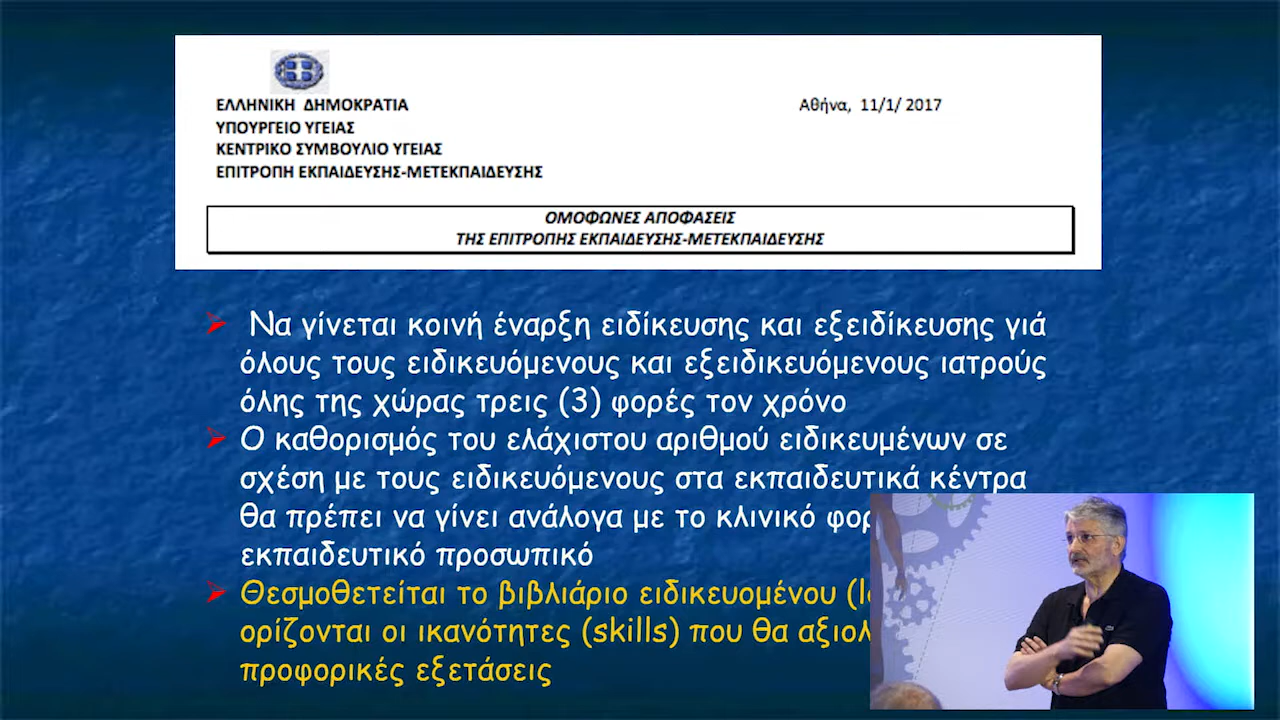 ΕΛΛΗΝΙΚΗ ΔΗΜΟΚΡΑΤΙΑ
Αθήνα, 11/1/ 2017
ΥΠΟΥΡΓΕΙΟ ΥΓΕΙΑΣ
ΚΕΝΤΡΙΚΟ ΣΥΜΒΟΥΛΙΟ ΥΓΕΙΑΣ
ΕΠΙΤΡΟΠΗ ΕΚΠΑΙΔΕΥΣΗΣ-ΜΕΤΕΚΠΑΙΔΕΥΣΗΣ
ΟΜΟΦΩΝΕΣ ΑΠΟΦΑΣΕΙΣ
ΤΗΣ ΕΠΙΤΡΟΠΗΣ ΕΚΠΑΙΔΕΥΣΗΣ-ΜΕΤΕΚΠΑΙΔΕΥΣΗΣ
Να γίνεται κοινή έναρξη ειδίκευσης και εξειδίκευσης γιά
όλους τους ειδικευόμενους και εξειδικευόμενους ιατρούς
όλης της χώρας τρεις (3) φορές τον χρόνο
Ο καθορισμός του ελάχιστου αριθμού ειδικευμένων σε
σχέση με τους ειδικευόμενους στα εκπαιδευτικά κέντρα
θα πρέπει να γίνει ανάλογα με το κλινικό
εκπαιδευτικό προσωπικό
Θεσμοθετείται το βιβλιάριο ειδικευομένου
ορίζονται οι ικανότητες (skills) που θα
προφορικές εξετάσεις